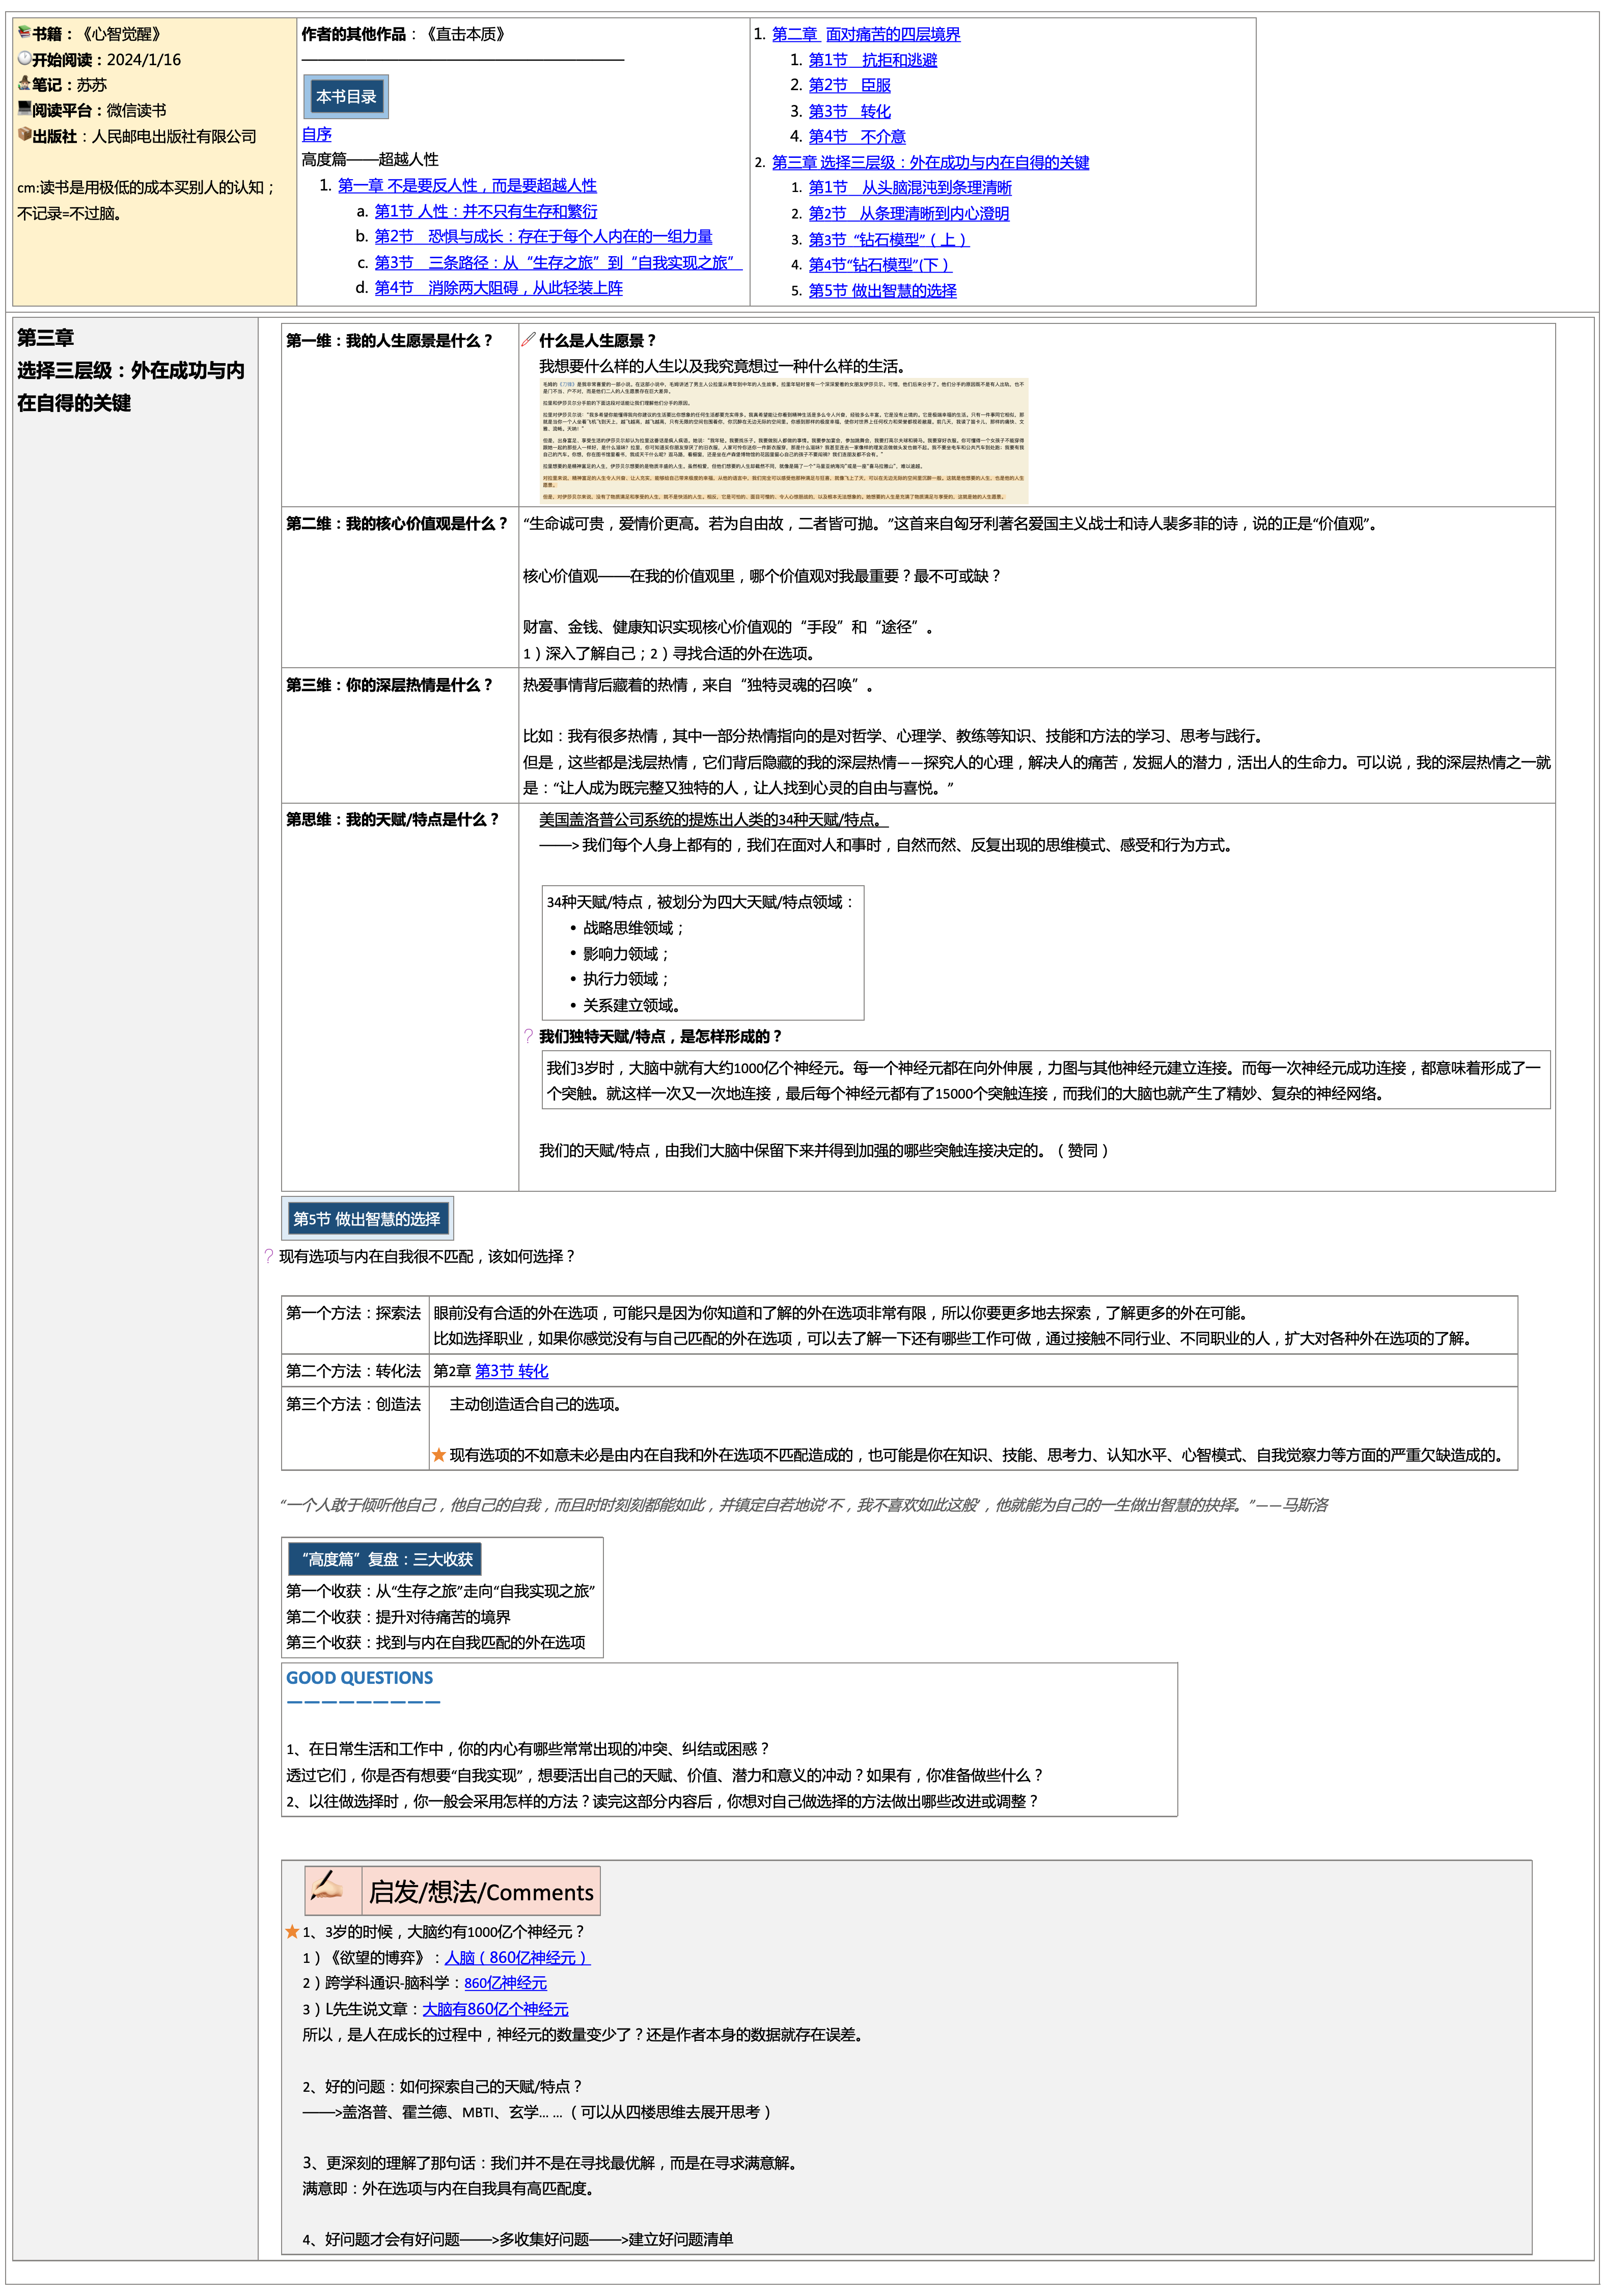 书籍：《心智觉醒》
开始阅读：2024/1/16
笔记：苏苏
阅读平台：微信读书
出版社：人民邮电出版社有限公司
cm:读书是用极低的成本买别人的认知；
不记录=不过脑。
作者的其他作品：《直击本质》
本书目录
自序
高度篇——超越人性
1. 第一章 不是要反人性，而是要超越人性
a. 第1节 人性：并不只有生存和繁衍
b. 第2节 恐惧与成长：存在于每个人内在的一组力量
c. 第3节 三条路径：从“生存之旅”到“自我实现之旅”
d. 第4节 消除两大阻碍，从此轻装上阵
1. 第二章 面对痛苦的四层境界
1. 第1节 抗拒和逃避
2. 第2节 臣服
3. 第3节 转化
4. 第4节 不介意
2. 第三章 选择三层级：外在成功与内在自得的关键
1. 第1节 从头脑混沌到条理清晰
2. 第2节 从条理清晰到内心澄明
3. 第3节 “钻石模型”（上）
4. 第4节“钻石模型”(下）
5. 第5节 做出智慧的选择
第三章
选择三层级：外在成功与内
在自得的关键
第一维：我的人生愿景是什么？
什么是人生愿景？
我想要什么样的人生以及我究竟想过一种什么样的生活。
第二维：我的核心价值观是什么？
“生命诚可贵，爱情价更高。若为自由故，二者皆可抛。”这首来自匈牙利著名爱国主义战士和诗人裴多菲的诗，说的正是“价值观”。
核心价值观——在我的价值观里，哪个价值观对我最重要？最不可或缺？
财富、金钱、健康知识实现核心价值观的“手段”和“途径”。
1）深入了解自己；2）寻找合适的外在选项。
第三维：你的深层热情是什么？
热爱事情背后藏着的热情，来自“独特灵魂的召唤”。
比如：我有很多热情，其中一部分热情指向的是对哲学、心理学、教练等知识、技能和方法的学习、思考与践行。
但是，这些都是浅层热情，它们背后隐藏的我的深层热情——探究人的心理，解决人的痛苦，发掘人的潜力，活出人的生命力。可以说，我的深层热情之一就
是：“让人成为既完整又独特的人，让人找到心灵的自由与喜悦。”
第思维：我的天赋/特点是什么？
美国盖洛普公司系统的提炼出人类的34种天赋/特点。
——> 我们每个人身上都有的，我们在面对人和事时，自然而然、反复出现的思维模式、感受和行为方式。
34种天赋/特点，被划分为四大天赋/特点领域：
• 战略思维领域；
• 影响力领域；
• 执行力领域；
• 关系建立领域。
我们独特天赋/特点，是怎样形成的？
我们3岁时，大脑中就有大约1000亿个神经元。每一个神经元都在向外伸展，力图与其他神经元建立连接。而每一次神经元成功连接，都意味着形成了一
个突触。就这样一次又一次地连接，最后每个神经元都有了15000个突触连接，而我们的大脑也就产生了精妙、复杂的神经网络。
我们的天赋/特点，由我们大脑中保留下来并得到加强的哪些突触连接决定的。（赞同）
第5节 做出智慧的选择
现有选项与内在自我很不匹配，该如何选择？
第一个方法：探索法
眼前没有合适的外在选项，可能只是因为你知道和了解的外在选项非常有限，所以你要更多地去探索，了解更多的外在可能。
比如选择职业，如果你感觉没有与自己匹配的外在选项，可以去了解一下还有哪些工作可做，通过接触不同行业、不同职业的人，扩大对各种外在选项的了解。
第二个方法：转化法
第2章 第3节 转化
第三个方法：创造法
主动创造适合自己的选项。
现有选项的不如意未必是由内在自我和外在选项不匹配造成的，也可能是你在知识、技能、思考力、认知水平、心智模式、自我觉察力等方面的严重欠缺造成的。
“一个人敢于倾听他自己，他自己的自我，而且时时刻刻都能如此，并镇定自若地说‘不，我不喜欢如此这般’，他就能为自己的一生做出智慧的抉择。”——马斯洛
“高度篇”复盘：三大收获
第一个收获：从“生存之旅”走向“自我实现之旅”
第二个收获：提升对待痛苦的境界
第三个收获：找到与内在自我匹配的外在选项
GOOD QUESTIONS
—————————
1、在日常生活和工作中，你的内心有哪些常常出现的冲突、纠结或困惑？
透过它们，你是否有想要“自我实现”，想要活出自己的天赋、价值、潜力和意义的冲动？如果有，你准备做些什么？
2、以往做选择时，你一般会采用怎样的方法？读完这部分内容后，你想对自己做选择的方法做出哪些改进或调整？
启发/想法/Comments
1、3岁的时候，大脑约有1000亿个神经元？
1）《欲望的博弈》：人脑（860亿神经元）
2）跨学科通识-脑科学：860亿神经元
3）L先生说文章：大脑有860亿个神经元
所以，是人在成长的过程中，神经元的数量变少了？还是作者本身的数据就存在误差。
2、好的问题：如何探索自己的天赋/特点？
——>盖洛普、霍兰德、MBTI、玄学... ...（可以从四楼思维去展开思考）
3、更深刻的理解了那句话：我们并不是在寻找最优解，而是在寻求满意解。
满意即：外在选项与内在自我具有高匹配度。
4、好问题才会有好问题——>多收集好问题——>建立好问题清单